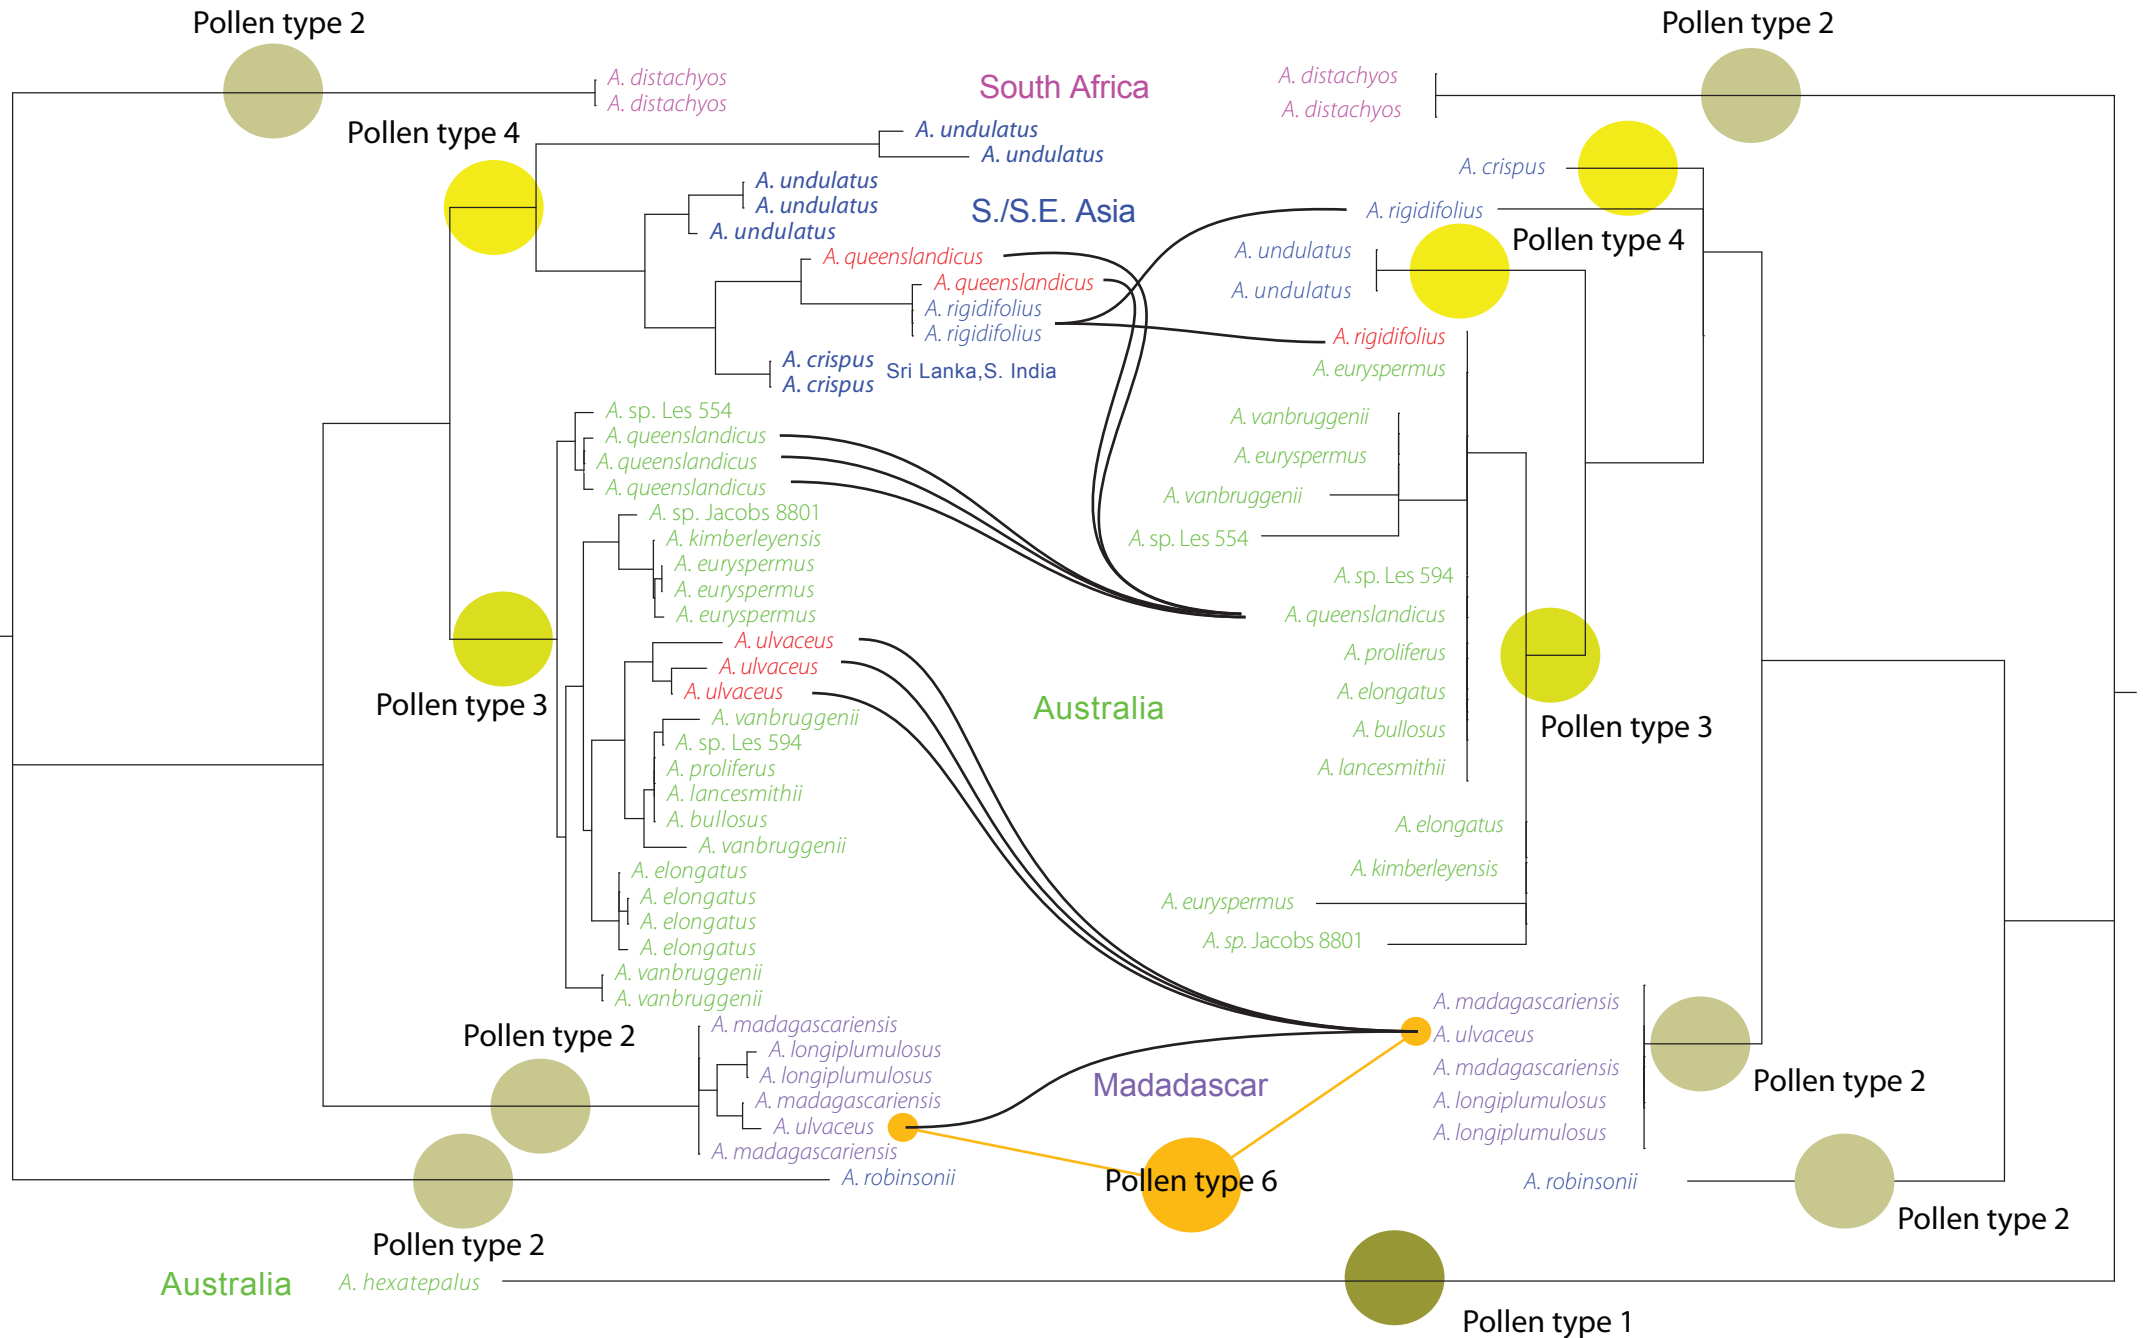 Pollen type 2
A. distachyos
A. distachyos
Pollen type 4
A. undulatus
A. undulatus
A. undulatus
A. undulatus
A. undulatus
A. queenslandicus
A. queenslandicus
A. rigidifolius
A. rigidifolius
A. crispus
A. crispus
Sri Lanka,S. India
A. sp. Les 554
A. queenslandicus
A. queenslandicus
A. queenslandicus
A. sp. Jacobs 8801
A. kimberleyensis
A. euryspermus
A. euryspermus
A. euryspermus
A. ulvaceus
A. ulvaceus
A. ulvaceus
Pollen type 3
A. vanbruggenii
A. sp. Les 594
A. proliferus
A. lancesmithii
A. bullosus
A. vanbruggenii
A. elongatus
A. elongatus
A. elongatus
A. elongatus
A. vanbruggenii
A. vanbruggenii
Pollen type 2
A. madagascariensis
A. longiplumulosus
A. longiplumulosus
A. madagascariensis
A. ulvaceus
A. madagascariensis
A. robinsonii
Pollen type 2
Australia
A. hexatepalus
South Africa
S./S.E. Asia
Australia
Madadascar
Pollen type 6
Pollen type 2
A. distachyos
A. distachyos
A. crispus
A. rigidifolius
Pollen type 4
A. undulatus
A. undulatus
A. rigidifolius
A. euryspermus
A. vanbruggenii
A. euryspermus
A. vanbruggenii
A. sp. Les 554
A. sp. Les 594
A. queenslandicus
A. proliferus
A. elongatus
A. bullosus
Pollen type 3
A. lancesmithii
A. elongatus
A. kimberleyensis
A. euryspermus
A. sp. Jacobs 8801
A. madagascariensis
A. ulvaceus
A. madagascariensis
A. longiplumulosus
A. longiplumulosus
Pollen type 2
A. robinsonii
Pollen type 2
Pollen type 1